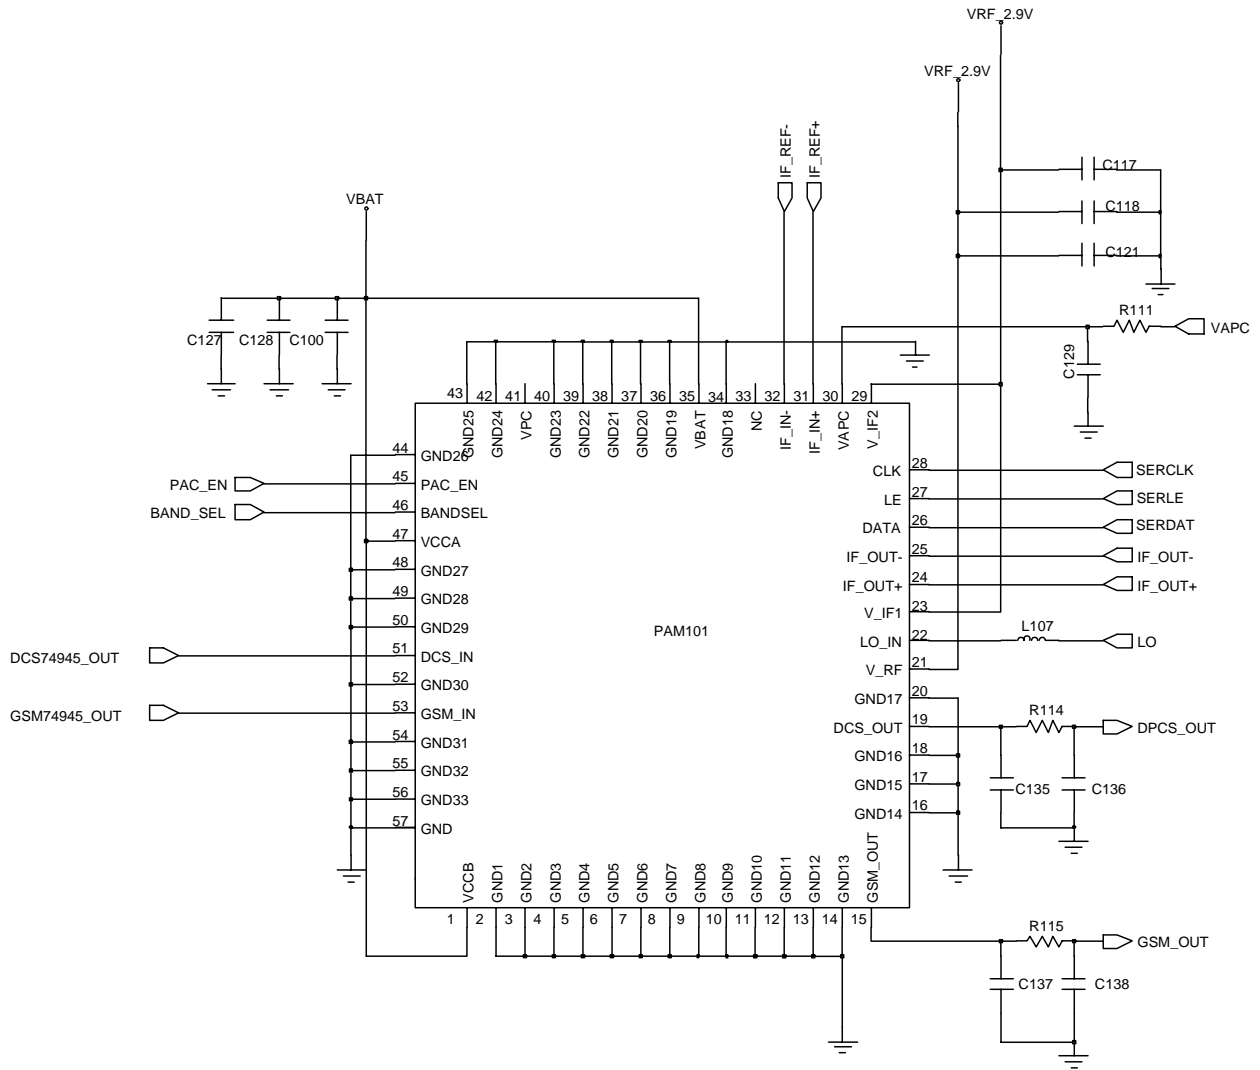 VRF_2.9V
VRF_2.9V
IF_REF-
IF_REF+
C117
VBAT
C118
C121
R111
VAPC
C127
C128
C100
C129
43
42
41
40
39
38
37
36
35
34
33
32
31
30
29
GND25
GND24
VPC
GND23
GND22
GND21
GND20
GND19
VBAT
GND18
NC
IF_IN-
IF_IN+
VAPC
V_IF2
44
GND26
PAC_EN
45
PAC_EN
BAND_SEL
46
BANDSEL
47
VCCA
48
GND27
49
GND28
50
GND29
DCS74945_OUT
51
DCS_IN
52
GND30
GSM74945_OUT
53
GSM_IN
54
GND31
55
GND32
56
GND33
57
GND
PAM101
CLK
28
SERCLK
LE
27
SERLE
DATA
26
SERDAT
IF_OUT-
25
IF_OUT-
IF_OUT+
24
IF_OUT+
V_IF1
23
L107
LO_IN
22
LO
V_RF
21
GND17
20
R114
DCS_OUT
19
DPCS_OUT
GND16
18
GND15
17
C135
C136
GND14
16
VCCB
GND1
GND2
GND3
GND4
GND5
GND6
GND7
GND8
GND9
GND10
GND11
GND12
GND13
GSM_OUT
1
2
3
4
5
6
7
8
9
10
11
12
13
14
15
R115
GSM_OUT
C137
C138